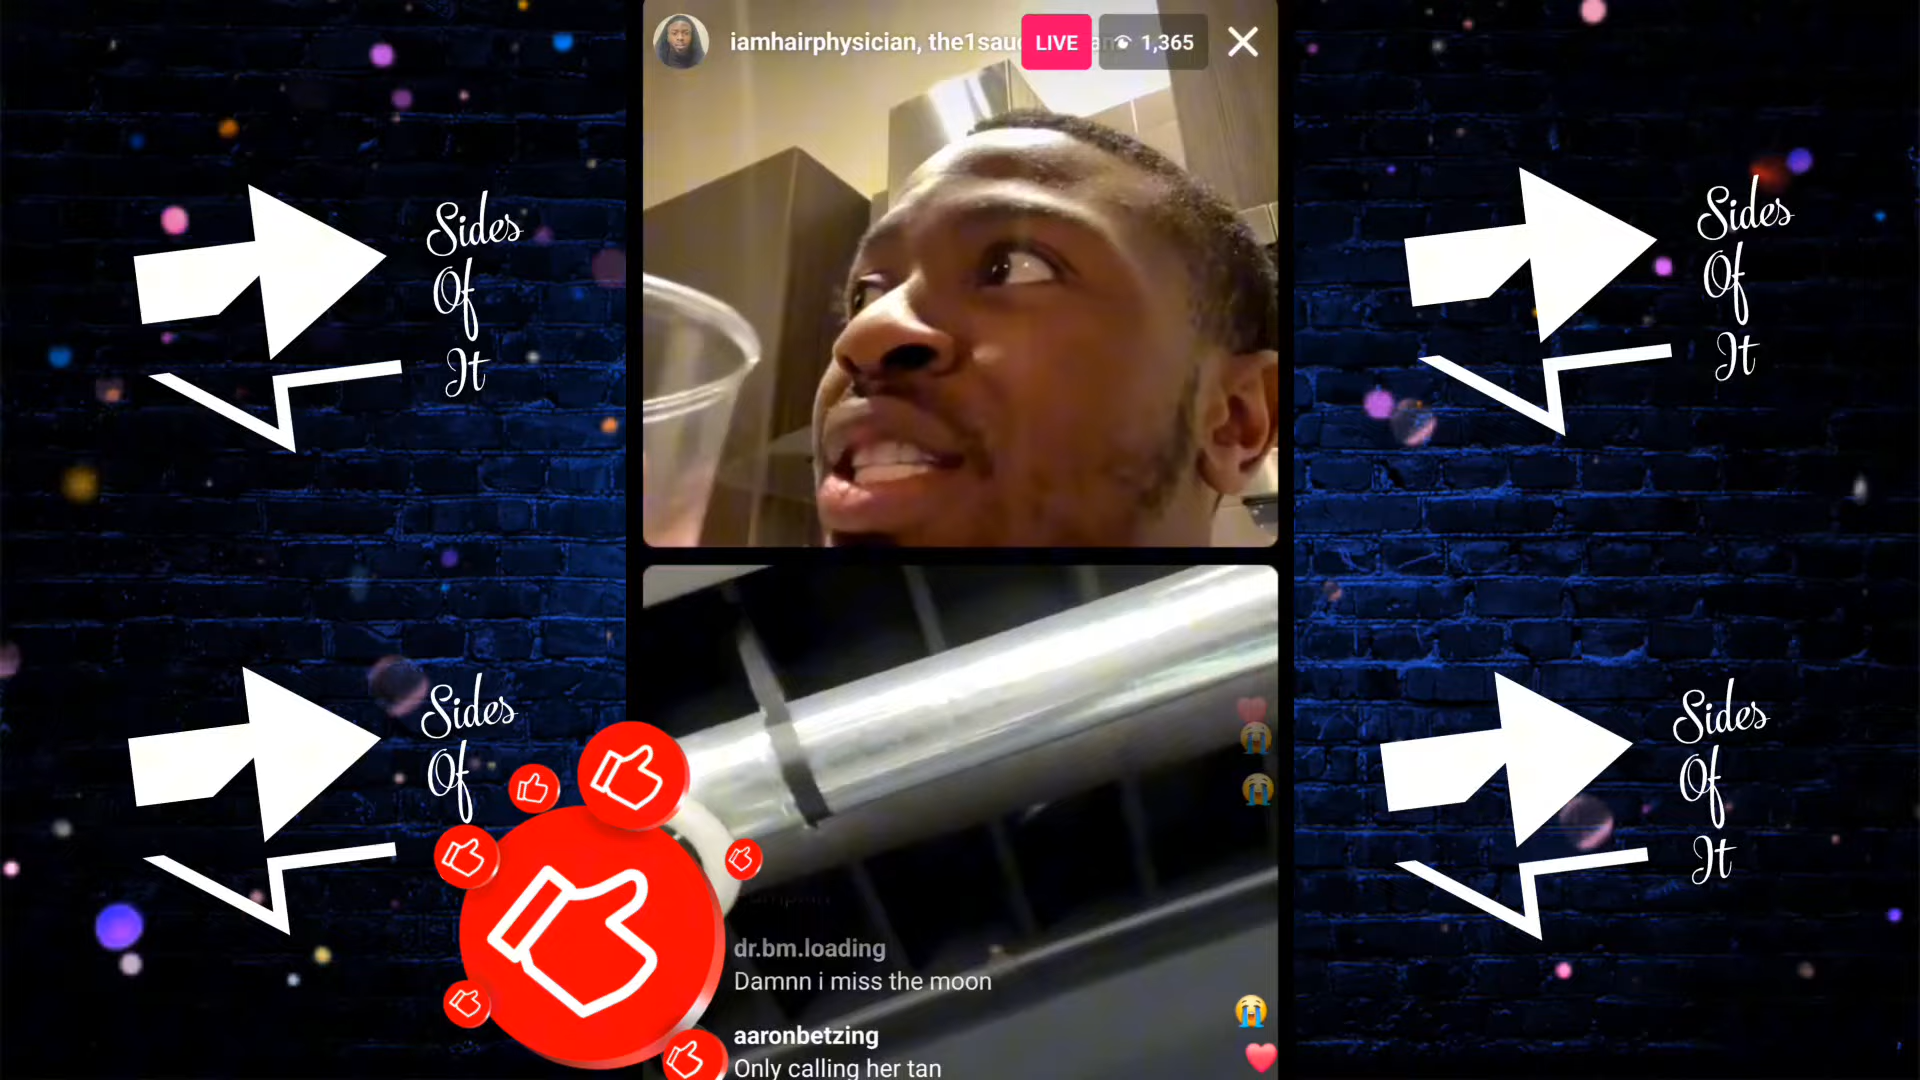 iamhairphysician, the1sau
LIVE
1,365
Sides
Of
It
Sides
Of
It
dr.bm.loading
Damnn i miss the moon
aaronbetzing
Only calling her tan
Sides
Of
Sides
Of
It